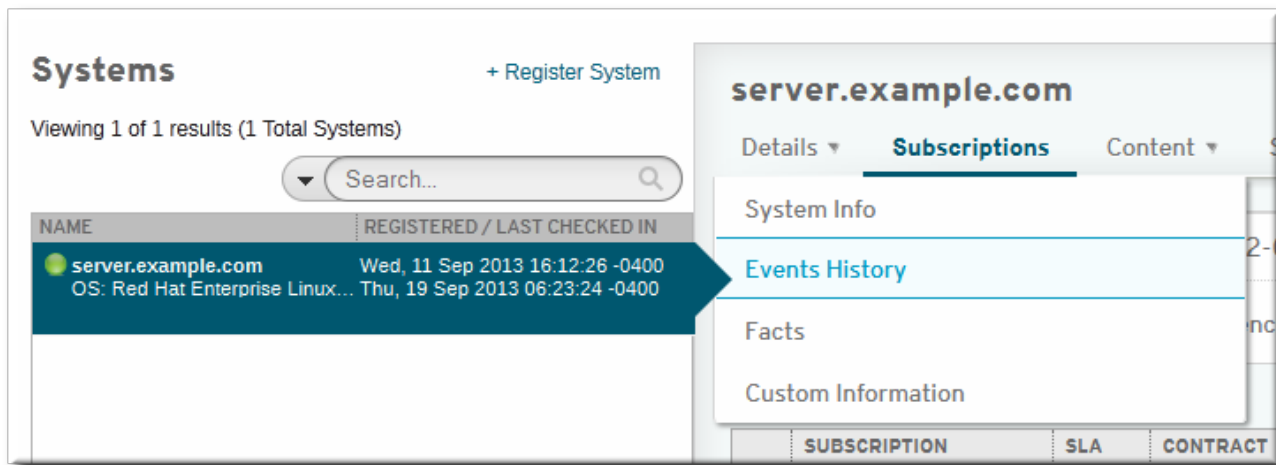 Systems
+ Register System
Viewing 1 of 1 results (1 Total Systems)
Search...
NAME
REGISTERED / LAST CHECKED IN
server.example.com
Wed, 11 Sep 2013 16:12:26 -0400
OS: Red Hat Enterprise Linux...
Thu, 19 Sep 2013 06:23:24 -0400
server.example.com
Details
Subscriptions
Content
System Info
Events History
Facts
Custom Information
SUBSCRIPTION
SLA
CONTRACT